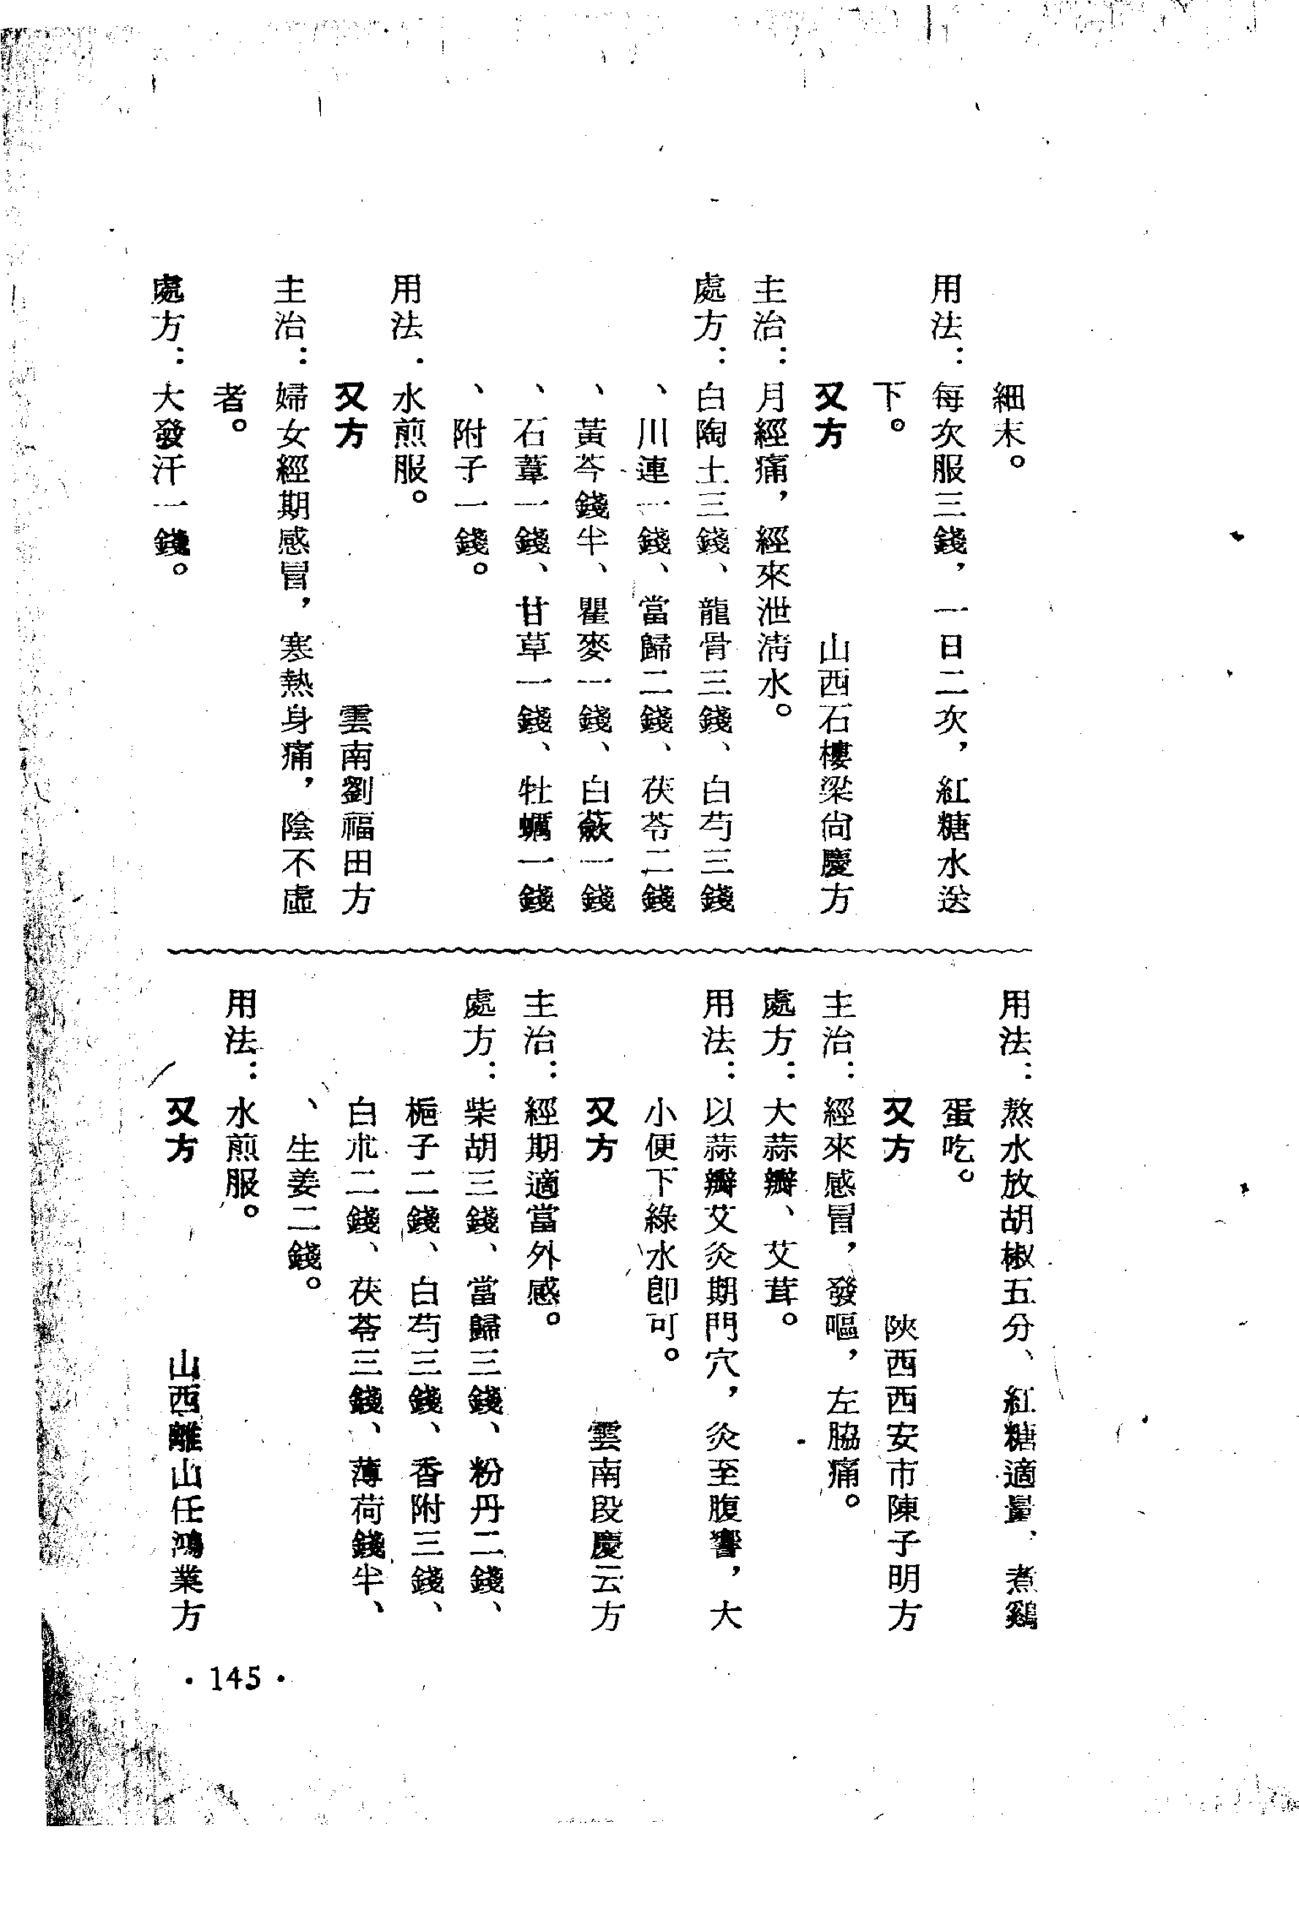 細末。
用法：每次服三錢，一日二次，紅糖水送
下。
又方　山西石樓梁尙慶方
主治：月經痛，經來泄淸水。
處方：白陶土三錢、龍骨三錢、白芍三錢
、川連一錢、當歸二錢、茯苓二錢
、黃芩錢半、瞿麥一錢、白蘞一錢
、石葦一錢、甘草一錢、牡蠣一錢
、附子一錢。
用法．水煎服。
又方　雲南劉福田方
主治：婦女經期感冒，寒熱身痛，陰不虛
者。
處方：大發汗一錢。
用法：熬水放胡椒五分、紅糖適量、煮鷄
蛋吃。
又方　陝西西安市陳子明方
主治：經來感冒，發嘔，左脇痛。
處方：大蒜瓣、艾茸。
用法：以蒜瓣艾灸期門穴，灸至腹響，大
小便下綠水卽可。
又方　雲南段慶云方
主治：經期適當外感。
處方：柴胡三錢、當歸三錢、粉丹二錢、
梔子二錢、白芍三錢、香附三錢、
白朮二錢、茯苓三錢、薄荷錢半、
、生姜二錢。
用法：水煎服。
又方　山西離山任鴻業方
·145·